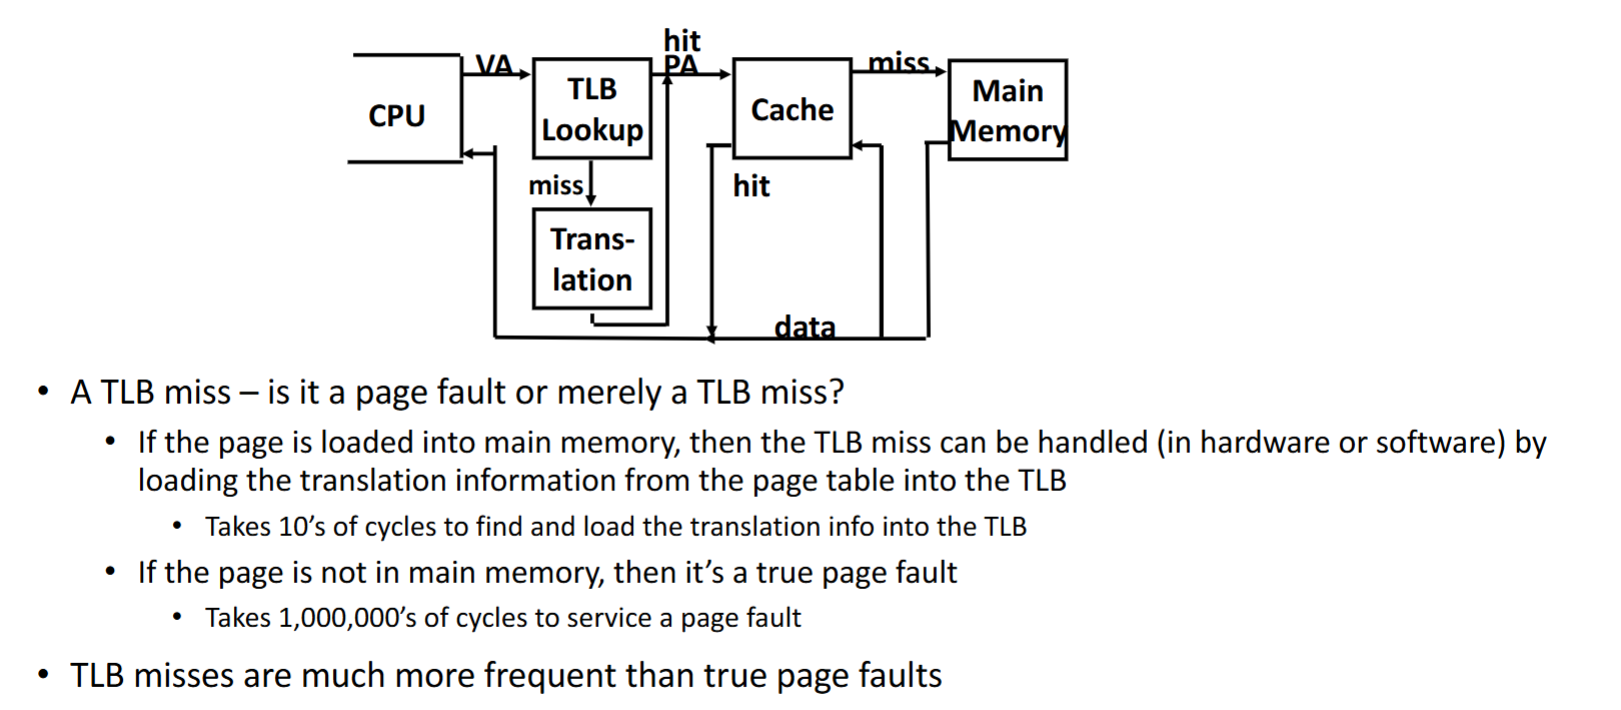 hit
VA
PA
miss
CPU
TLB
Lookup
Cache
Main
Memory
miss
hit
Trans-
lation
data
• A TLB miss – is it a page fault or merely a TLB miss?
• If the page is loaded into main memory, then the TLB miss can be handled (in hardware or software) by
loading the translation information from the page table into the TLB
• Takes 10’s of cycles to find and load the translation info into the TLB
• If the page is not in main memory, then it’s a true page fault
• Takes 1,000,000’s of cycles to service a page fault
• TLB misses are much more frequent than true page faults